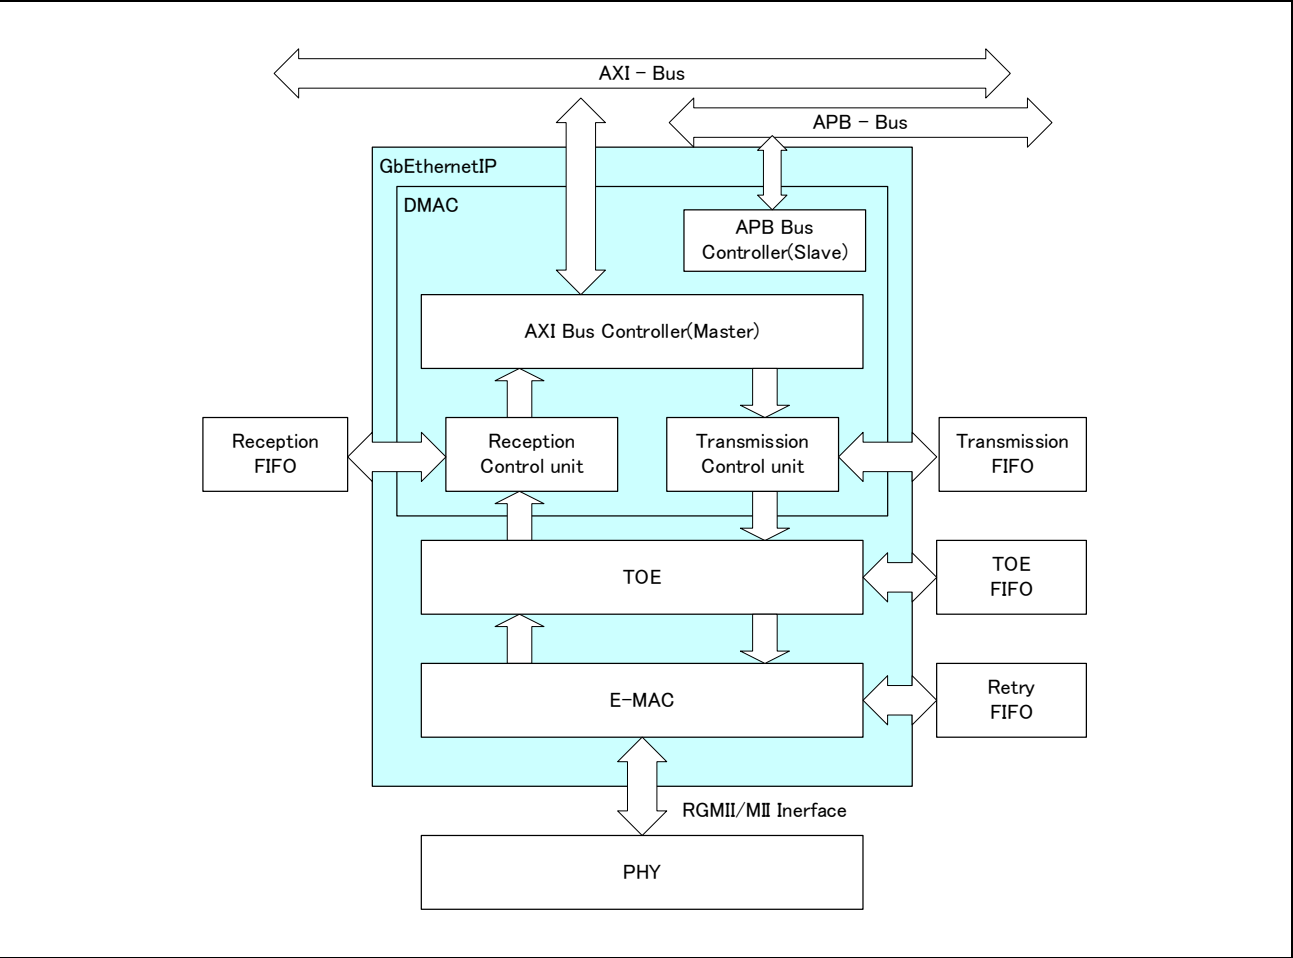 AXI - Bus
APB - Bus
GbEthernetIP
DMAC
APB Bus
Controller(Slave)
AXI Bus Controller(Master)
Reception
FIFO
Reception
Control unit
Transmission
Control unit
Transmission
FIFO
TOE
TOE
FIFO
E-MAC
Retry
FIFO
RGMII/MII Inerface
PHY